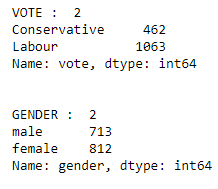 VOTE :  2
Conservative     462
Labour          1063
Name: vote, dtype: int64
GENDER :  2
male      713
female    812
Name: gender, dtype: int64